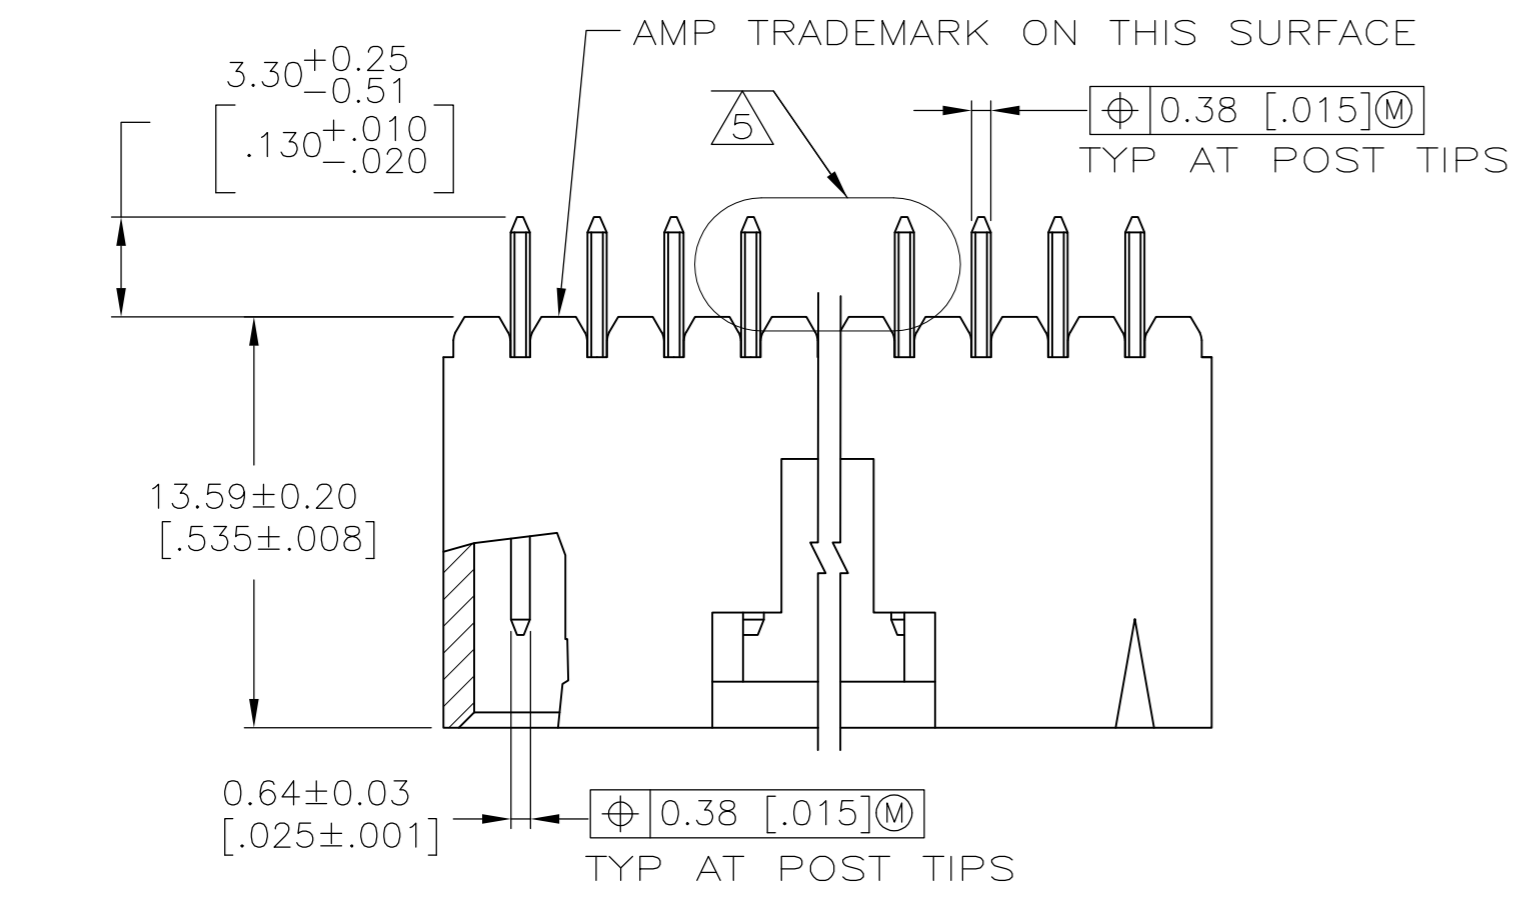 AMP TRADEMARK ON THIS SURFACE
3.30+0.25
-0.51
[.130+.010
-.020]
5
⌖ 0.38 [.015]Ⓜ
TYP AT POST TIPS
13.59±0.20
[.535±.008]
0.64±0.03
[.025±.001]
⌖ 0.38 [.015]Ⓜ
TYP AT POST TIPS